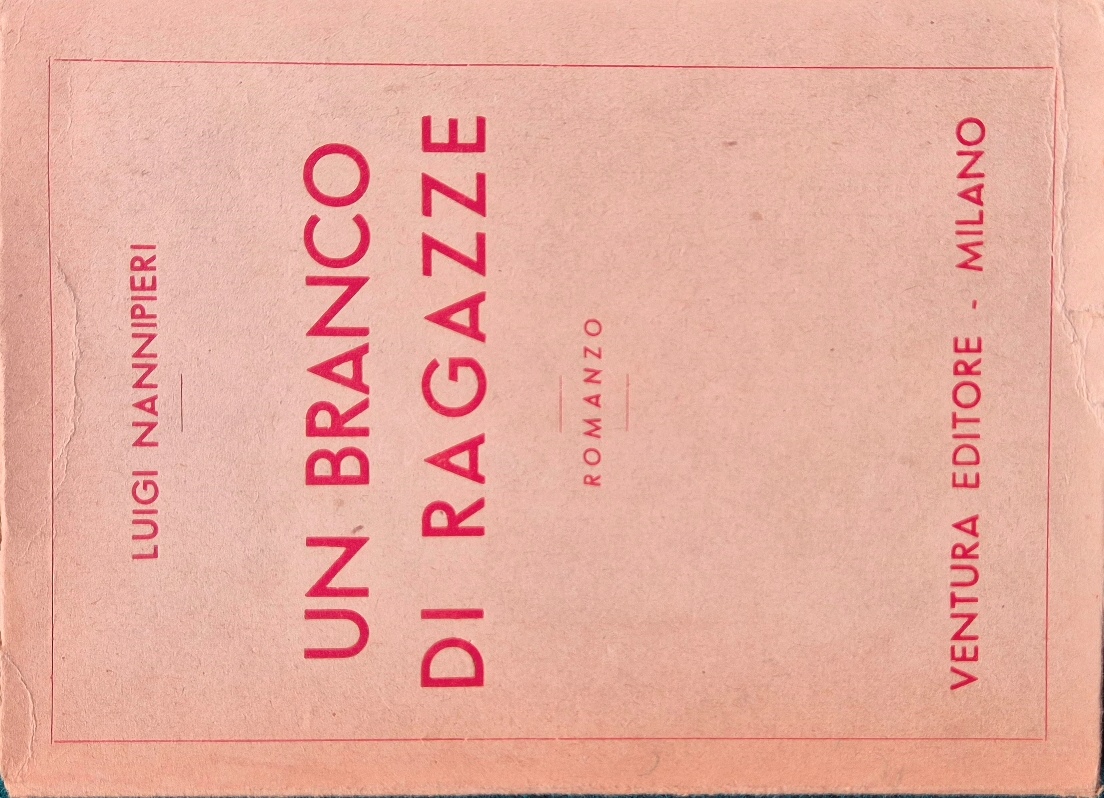 LUIGI NANNIPIERI
UN BRANCO
DI RAGAZZE
ROMANZO
VENTURA EDITORE - MILANO